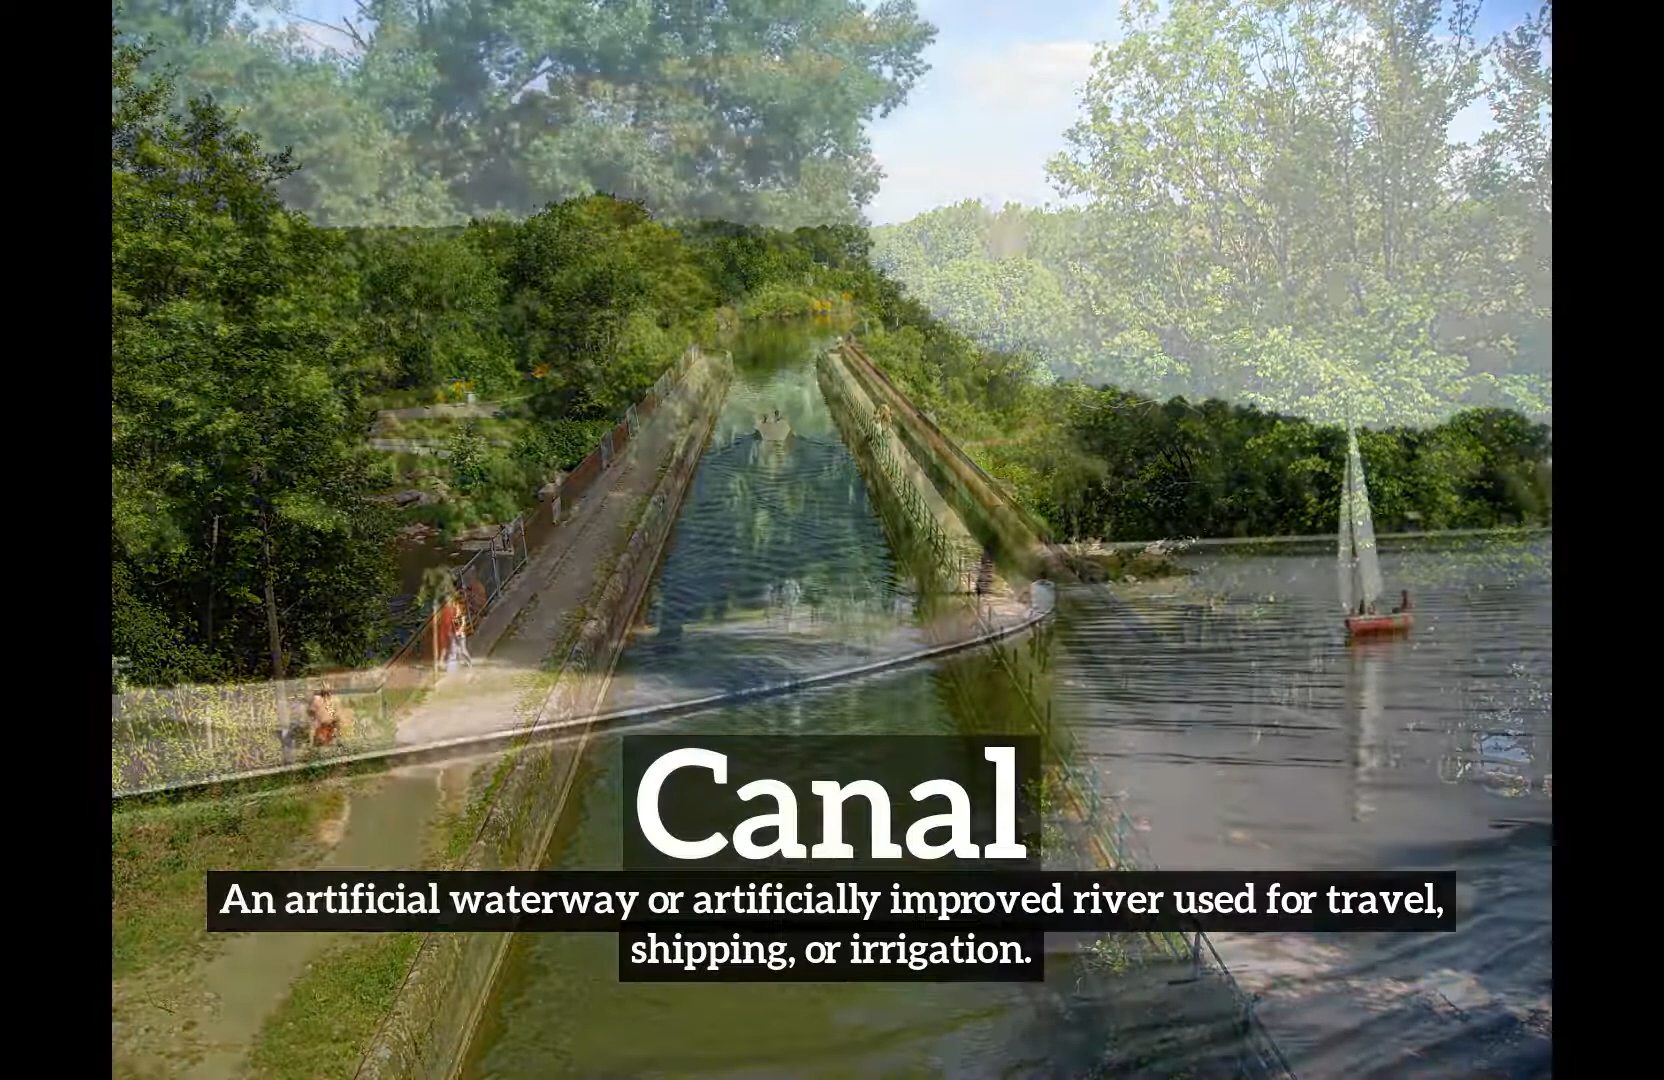 Canal
An artificial waterway or artificially improved river used for travel,
shipping, or irrigation.